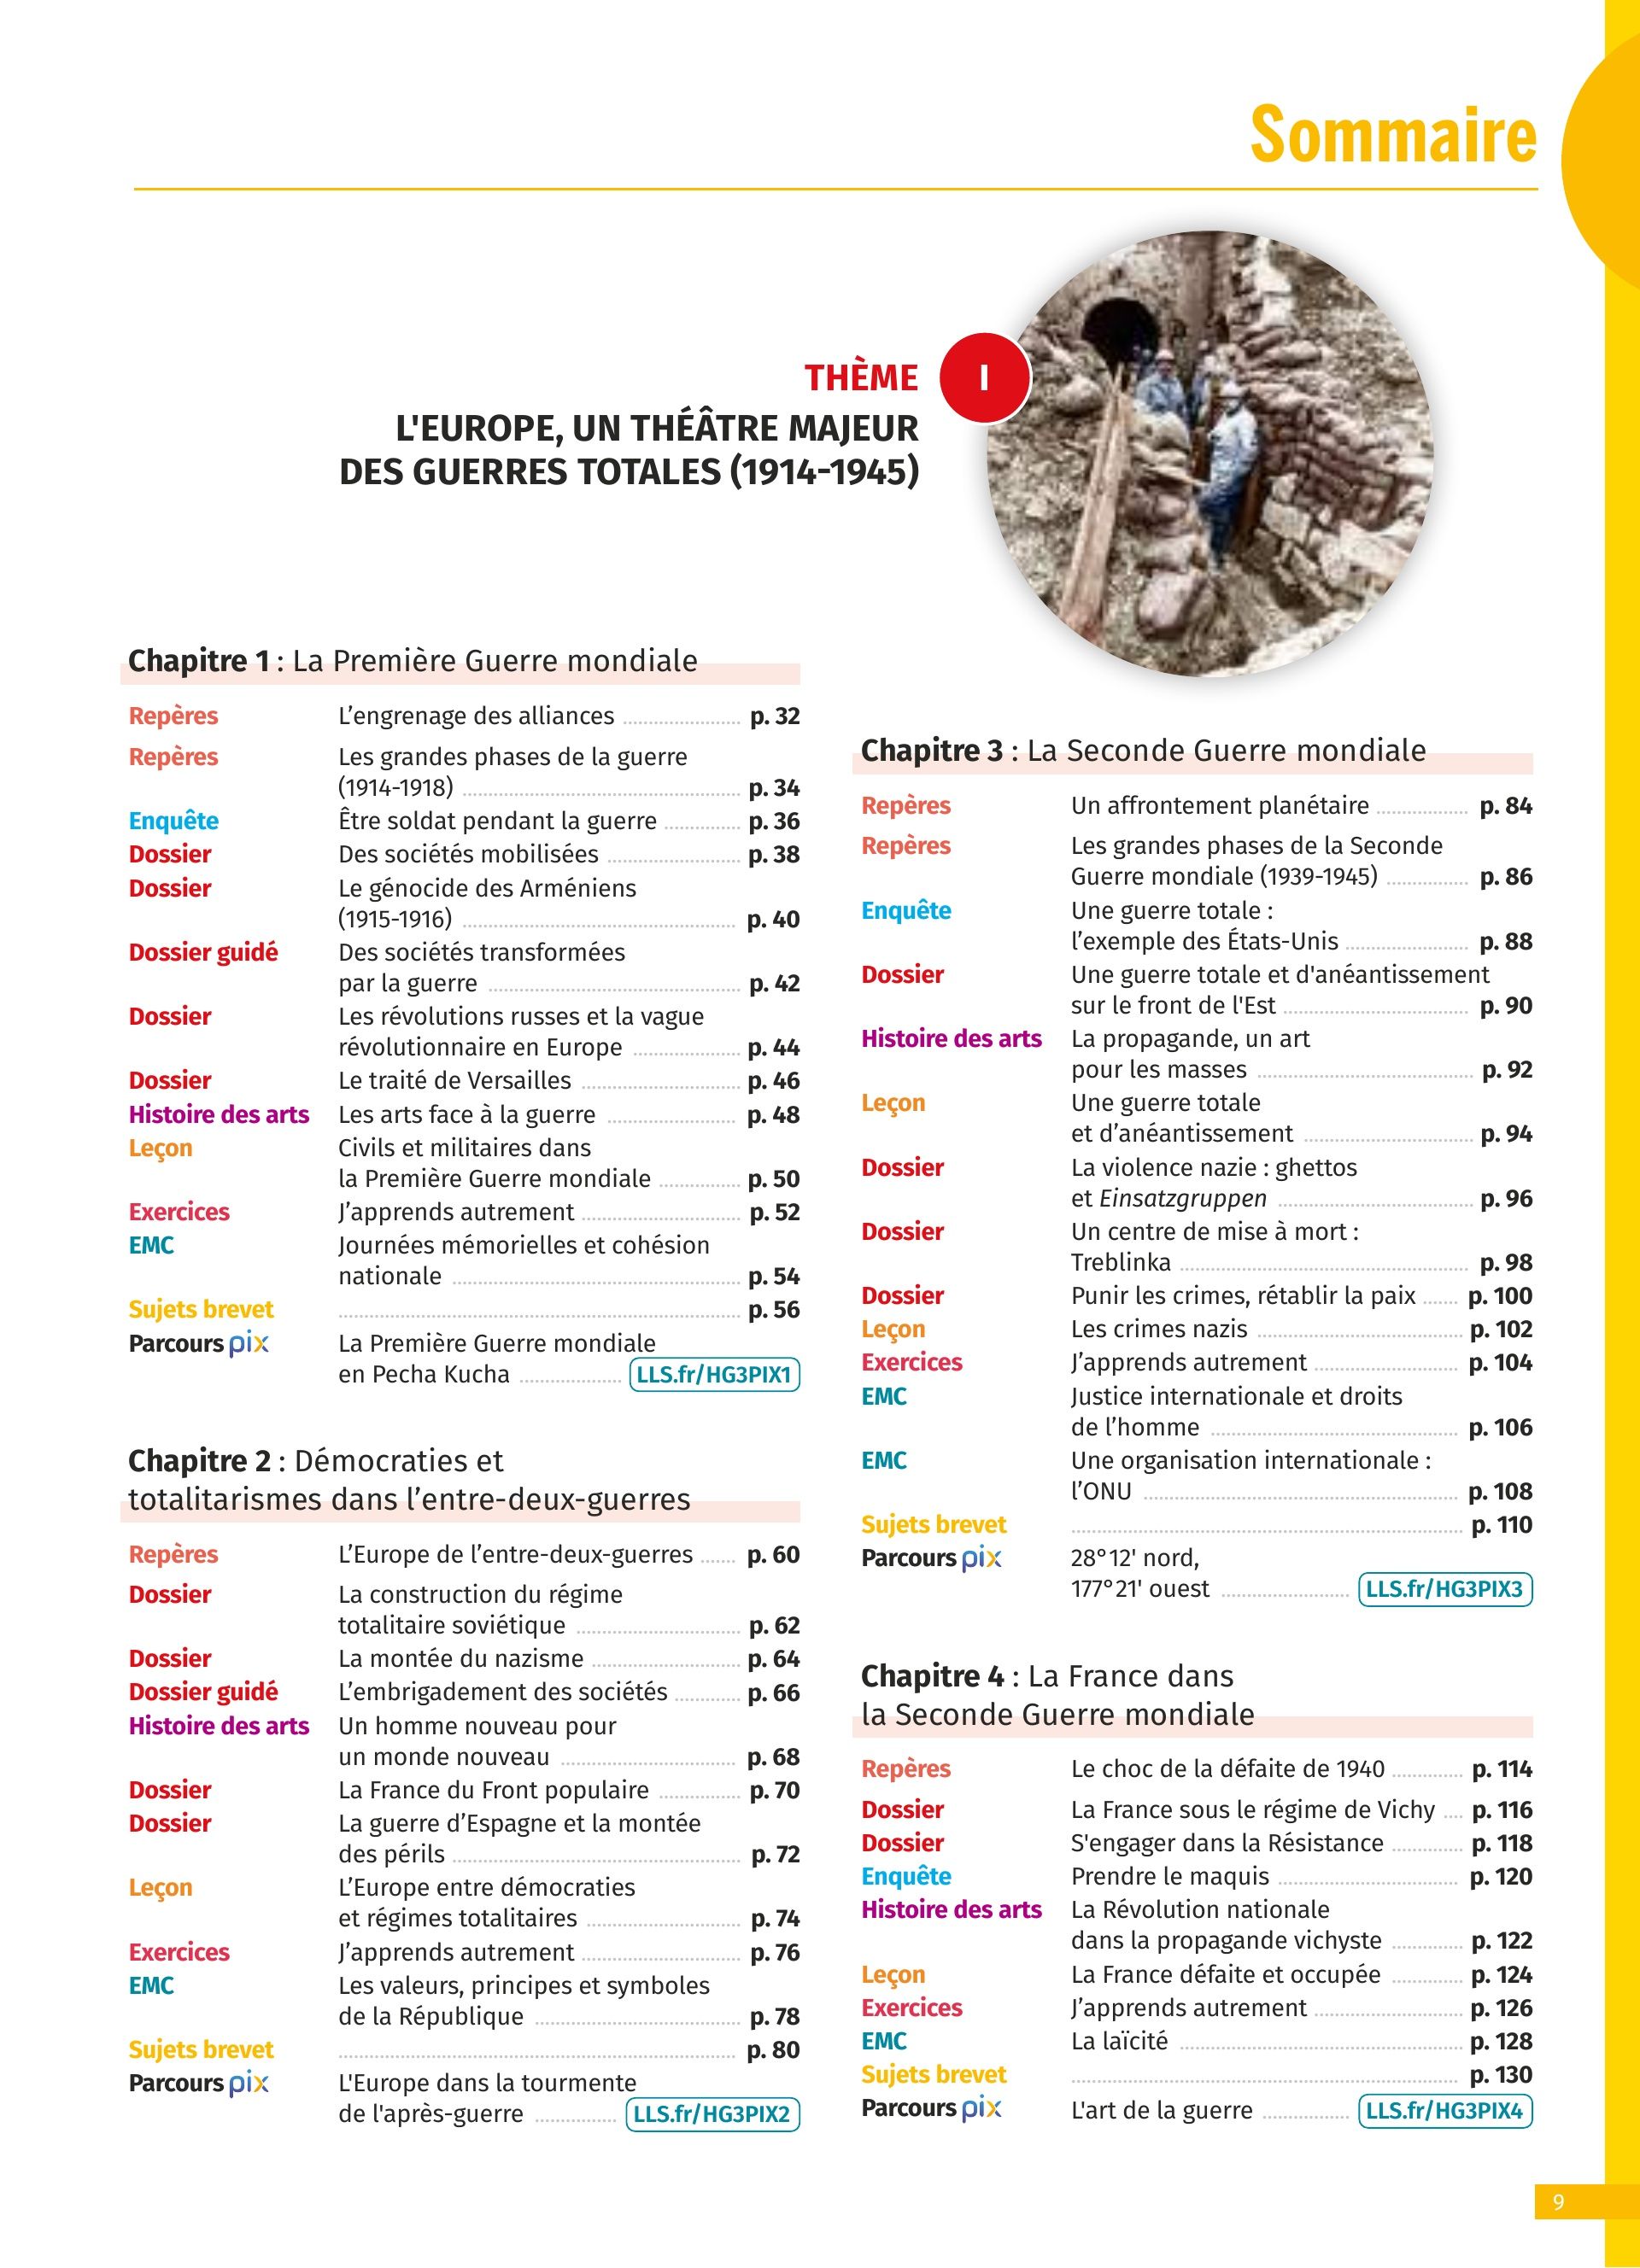 Sommaire
THÈME I
L'EUROPE, UN THÉÂTRE MAJEUR
DES GUERRES TOTALES (1914-1945)
Chapitre 1 : La Première Guerre mondiale
Repères L’engrenage des alliances p. 32
Repères Les grandes phases de la guerre
(1914-1918) p. 34
Enquête Être soldat pendant la guerre p. 36
Dossier Des sociétés mobilisées p. 38
Dossier Le génocide des Arméniens
(1915-1916) p. 40
Dossier guidé Des sociétés transformées
par la guerre p. 42
Dossier Les révolutions russes et la vague
révolutionnaire en Europe p. 44
Dossier Le traité de Versailles p. 46
Histoire des arts Les arts face à la guerre p. 48
Leçon Civils et militaires dans
la Première Guerre mondiale p. 50
Exercices J’apprends autrement p. 52
EMC Journées mémorielles et cohésion
nationale p. 54
Sujets brevet p. 56
Parcours pix La Première Guerre mondiale
en Pecha Kucha LLS.fr/HG3PIX1
Chapitre 2 : Démocraties et
totalitarismes dans l’entre-deux-guerres
Repères L’Europe de l’entre-deux-guerres p. 60
Dossier La construction du régime
totalitaire soviétique p. 62
Dossier La montée du nazisme p. 64
Dossier guidé L’embrigadement des sociétés p. 66
Histoire des arts Un homme nouveau pour
un monde nouveau p. 68
Dossier La France du Front populaire p. 70
Dossier La guerre d’Espagne et la montée
des périls p. 72
Leçon L’Europe entre démocraties
et régimes totalitaires p. 74
Exercices J’apprends autrement p. 76
EMC Les valeurs, principes et symboles
de la République p. 78
Sujets brevet p. 80
Parcours pix L'Europe dans la tourmente
de l'après-guerre LLS.fr/HG3PIX2
Chapitre 3 : La Seconde Guerre mondiale
Repères Un affrontement planétaire p. 84
Repères Les grandes phases de la Seconde
Guerre mondiale (1939-1945) p. 86
Enquête Une guerre totale :
l’exemple des États-Unis p. 88
Dossier Une guerre totale et d'anéantissement
sur le front de l'Est p. 90
Histoire des arts La propagande, un art
pour les masses p. 92
Leçon Une guerre totale
et d’anéantissement p. 94
Dossier La violence nazie : ghettos
et Einsatzgruppen p. 96
Dossier Un centre de mise à mort :
Treblinka p. 98
Dossier Punir les crimes, rétablir la paix p. 100
Leçon Les crimes nazis p. 102
Exercices J’apprends autrement p. 104
EMC Justice internationale et droits
de l’homme p. 106
EMC Une organisation internationale :
l’ONU p. 108
Sujets brevet p. 110
Parcours pix 28°12' nord,
177°21' ouest LLS.fr/HG3PIX3
Chapitre 4 : La France dans
la Seconde Guerre mondiale
Repères Le choc de la défaite de 1940 p. 114
Dossier La France sous le régime de Vichy p. 116
Dossier S'engager dans la Résistance p. 118
Enquête Prendre le maquis p. 120
Histoire des arts La Révolution nationale
dans la propagande vichyste p. 122
Leçon La France défaite et occupée p. 124
Exercices J’apprends autrement p. 126
EMC La laïcité p. 128
Sujets brevet p. 130
Parcours pix L'art de la guerre LLS.fr/HG3PIX4
9